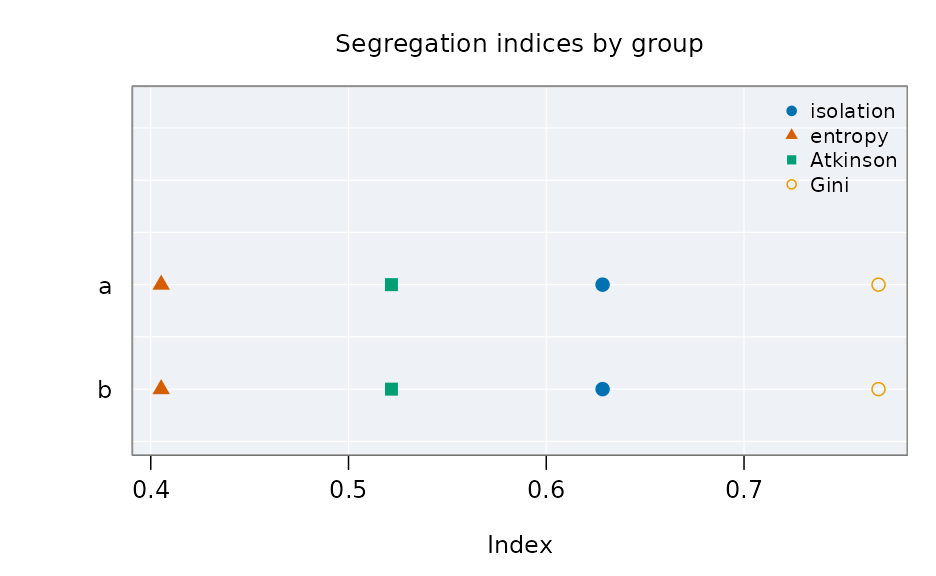 Segregation indices by group
isolation
entropy
Atkinson
Gini
a
b
0.4 0.5 0.6 0.7
Index